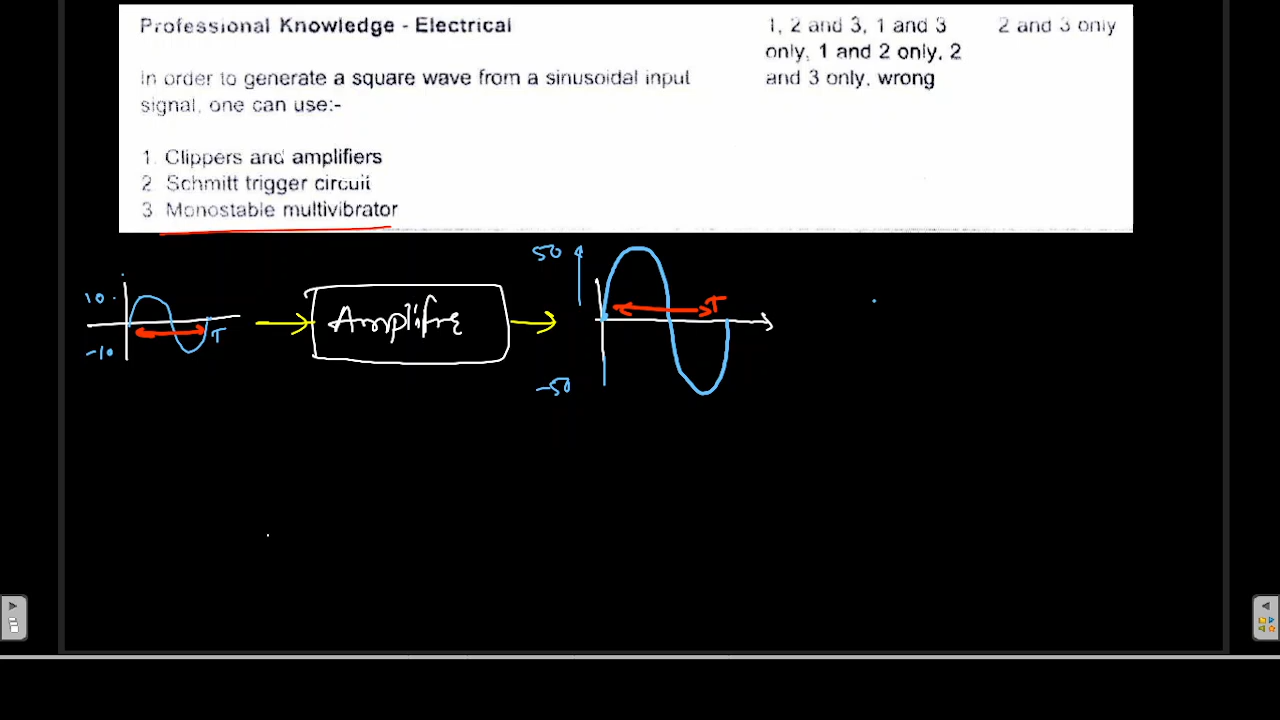 Professional Knowledge - Electrical
In order to generate a square wave from a sinusoidal input
signal, one can use:-
1. Clippers and amplifiers
2 Schmitt trigger circuit
3 Monostable multivibrator
1, 2 and 3, 1 and 3
only, 1 and 2 only, 2
and 3 only, wrong
2 and 3 only
10
-10
T
Amplifre
50
-50
T